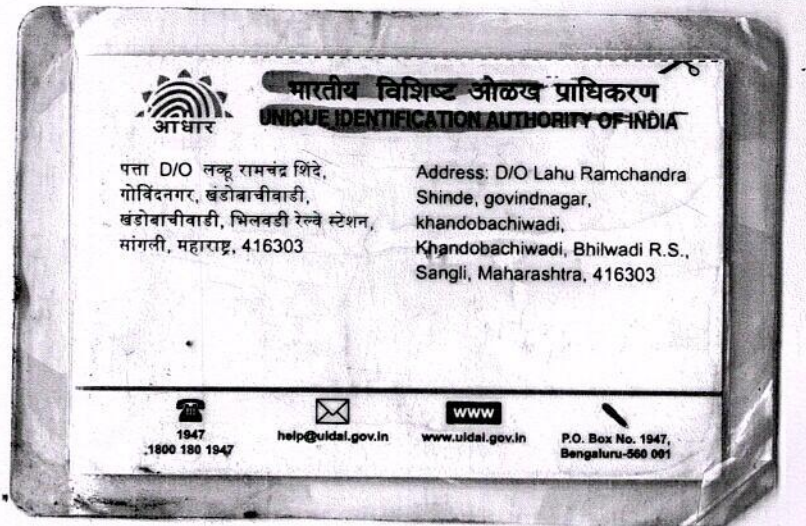 आधार
भारतीय विशिष्ट ओळख प्राधिकरण
UNIQUE IDENTIFICATION AUTHORITY OF INDIA
पत्ता D/O लव्हू रामचंद्र शिंदे,
गोविंदनगर, खंडोबाचीवाडी,
खंडोबाचीवाडी, भिलवडी रेल्वे स्टेशन,
सांगली, महाराष्ट्र, 416303
Address: D/O Lahu Ramchandra
Shinde, govindnagar,
khandobachiwadi,
Khandobachiwadi, Bhilwadi R.S.,
Sangli, Maharashtra, 416303
1947
1800 180 1947
help@uidai.gov.in
www
www.uidai.gov.in
P.O. Box No. 1947,
Bengaluru-560 001